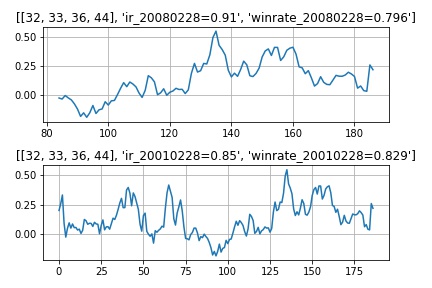 [[32, 33, 36, 44], 'ir_20080228=0.91', 'winrate_20080228=0.796']
0.50
0.25
0.00
80 100 120 140 160 180
[[32, 33, 36, 44], 'ir_20010228=0.85', 'winrate_20010228=0.829']
0.50
0.25
0.00
0 25 50 75 100 125 150 175